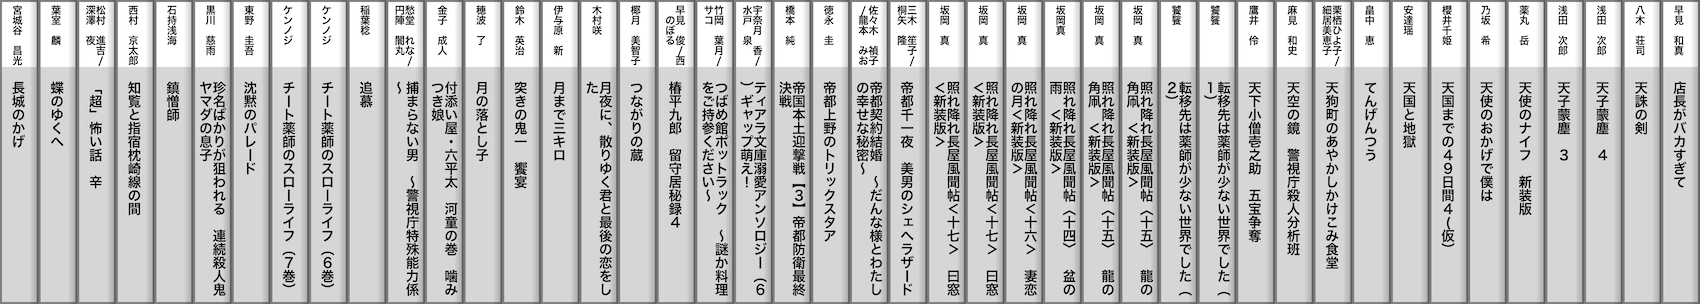 早見 和真
店長がバカすぎて
八木 荘司
天誅の剣
浅田 次郎
天子蒙塵 4
浅田 次郎
天子蒙塵 3
薬丸 岳
天使のナイフ 新装版
乃坂 希
天使のおかげで僕は
櫻井千姫
天国までの49日間4(仮)
安達瑶
天国と地獄
畠中 恵
てんげんつう
栗栖ひよ子/
細居美恵子
天狗町のあやかしかけこみ食堂
麻見 和史
天空の鏡 警視庁殺人分析班
鷹井 伶
天下小僧壱之助 五宝争奪
饕餮
転移先は薬師が少ない世界でした(
1)
饕餮
転移先は薬師が少ない世界でした(
2)
坂岡 真
照れ降れ長屋風聞帖(十五) 龍の
角凧 <新装版>
坂岡 真
照れ降れ長屋風聞帖(十五) 龍の
角凧 <新装版>
坂岡真
照れ降れ長屋風聞帖(十四) 盆の
雨 <新装版>
坂岡 真
照れ降れ長屋風聞帖<十六> 妻恋
の月<新装版>
坂岡 真
照れ降れ長屋風聞帖<十七> 日窓
<新装版>
坂岡 真
照れ降れ長屋風聞帖<十七> 日窓
<新装版>
三木 笙子/
桐矢 隆
帝都千一夜 美男のシェヘラザード
佐々木 禎子
/龍本 みお
帝都契約結婚 ~だんな様とわたし
の幸せな秘密~
徳永 圭
帝都上野のトリックスタア
橋本 純
帝国本土迎撃戦【3】帝都防衛最終
決戦
宇奈月 香/
水戸 泉
ティアラ文庫溺愛アンソロジー(6
)ギャップ萌え!
竹岡 葉月/
サコ
つばめ館ポットラック ~謎か料理
をご持参ください~
早見 俊/西
のぼる
椿平九郎 留守居秘録4
椰月 美智子
つながりの蔵
木村咲
月夜に、散りゆく君と最後の恋をし
た
伊与原 新
月まで三キロ
鈴木 英治
突きの鬼一 饗宴
穂波 了
月の落とし子
金子 成人
付添い屋・六平太 河童の巻 噛み
つき娘
愁堂 れな/
円陣 闇丸
捕まらない男 ~警視庁特殊能力係
~
稲葉稔
追慕
ケンノジ
チート薬師のスローライフ(6巻)
ケンノジ
チート薬師のスローライフ(7巻)
東野 圭吾
沈黙のパレード
黒川 慈雨
珍名ばかりが狙われる 連続殺人鬼
ヤマダの息子
石持浅海
鎮憎師
西村 京太郎
知覧と指宿枕崎線の間
松村 進吉/
深澤 夜
「超」怖い話 辛
葉室 麟
蝶のゆくへ
宮城谷 昌光
長城のかげ